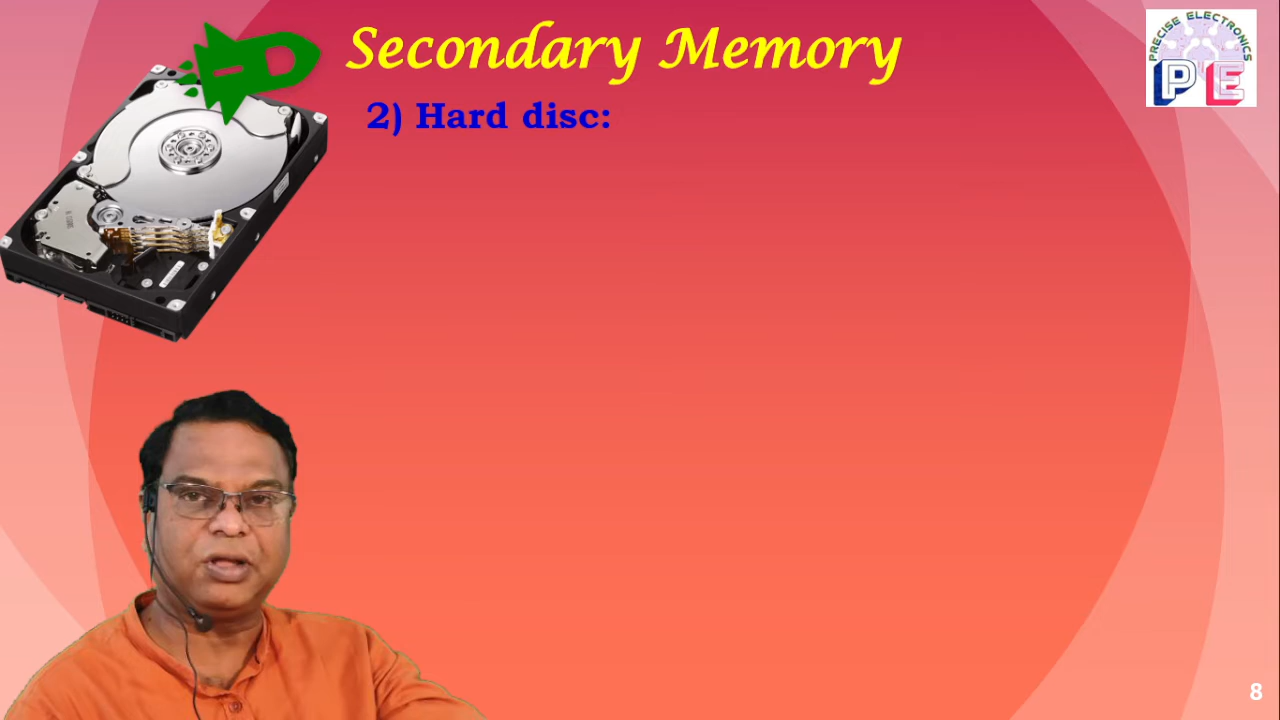 Secondary Memory
2) Hard disc:
PRECISE ELECTRONICS
PE
8